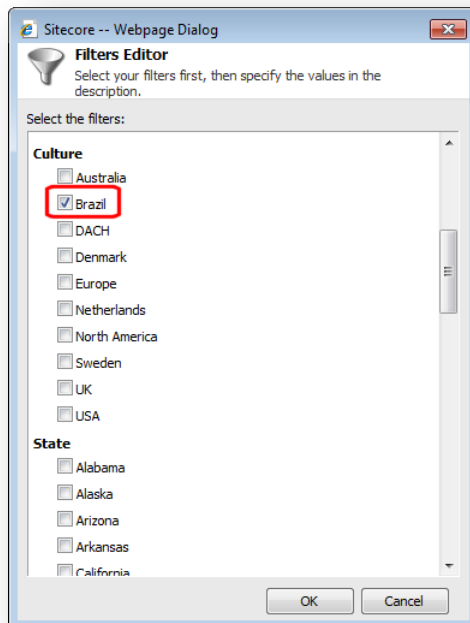 Sitecore -- Webpage Dialog
Filters Editor
Select your filters first, then specify the values in the
description.
Select the filters:
Culture
Australia
Brazil
DACH
Denmark
Europe
Netherlands
North America
Sweden
UK
USA
State
Alabama
Alaska
Arizona
Arkansas
California
OK
Cancel